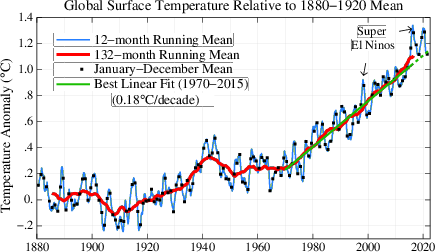 Global Surface Temperature Relative to 1880−1920 Mean
Temperature Anomaly (°C)
1.4
1.2
1.0
.8
.6
.4
.2
.0
−.2
12−month Running Mean
132−month Running Mean
January−December Mean
Best Linear Fit (1970−2015)
(0.18°C/decade)
Super
El Ninos
1880
1900
1920
1940
1960
1980
2000
2020